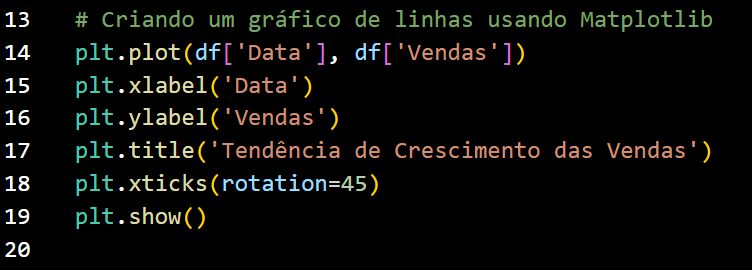 13 # Criando um gráfico de linhas usando Matplotlib
14 plt.plot(df['Data'], df['Vendas'])
15 plt.xlabel('Data')
16 plt.ylabel('Vendas')
17 plt.title('Tendência de Crescimento das Vendas')
18 plt.xticks(rotation=45)
19 plt.show()
20